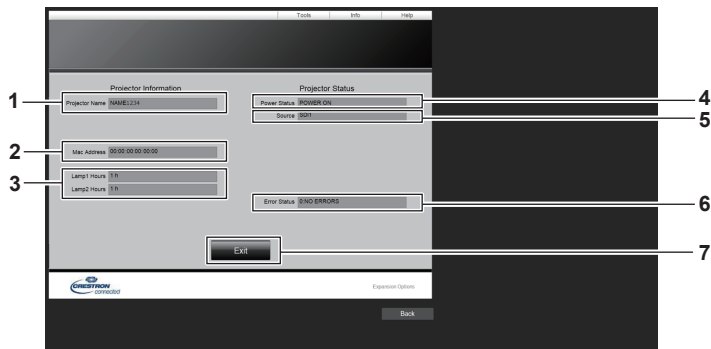 Tools Info Help
Projector Information Projector Status
1 Projector Name NAME1234 Power Status POWER ON 4
Source SDI1 5
2 Mac Address 00:00:00:00:00:00
3 Lamp1 Hours 1 h
Lamp2 Hours 1 h
Error Status 0:NO ERRORS 6
Exit 7
CRESTRON connected Expansion Options
Back